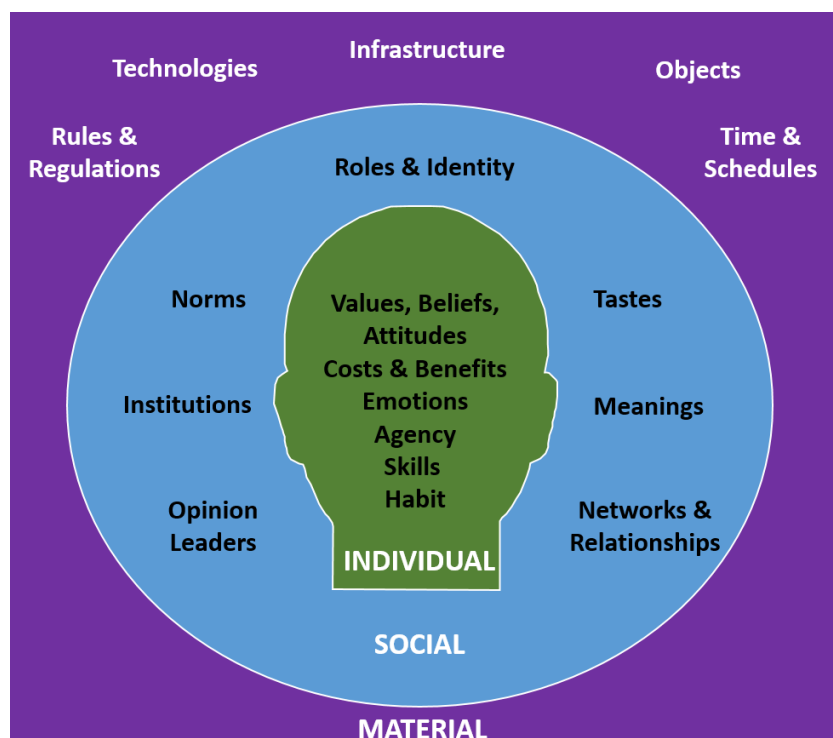 Infrastructure
Technologies
Objects
Rules &
Regulations
Time &
Schedules
Roles & Identity
Norms
Tastes
Values, Beliefs,
Attitudes
Costs & Benefits
Emotions
Agency
Skills
Habit
Institutions
Meanings
Opinion
Leaders
Networks &
Relationships
INDIVIDUAL
SOCIAL
MATERIAL